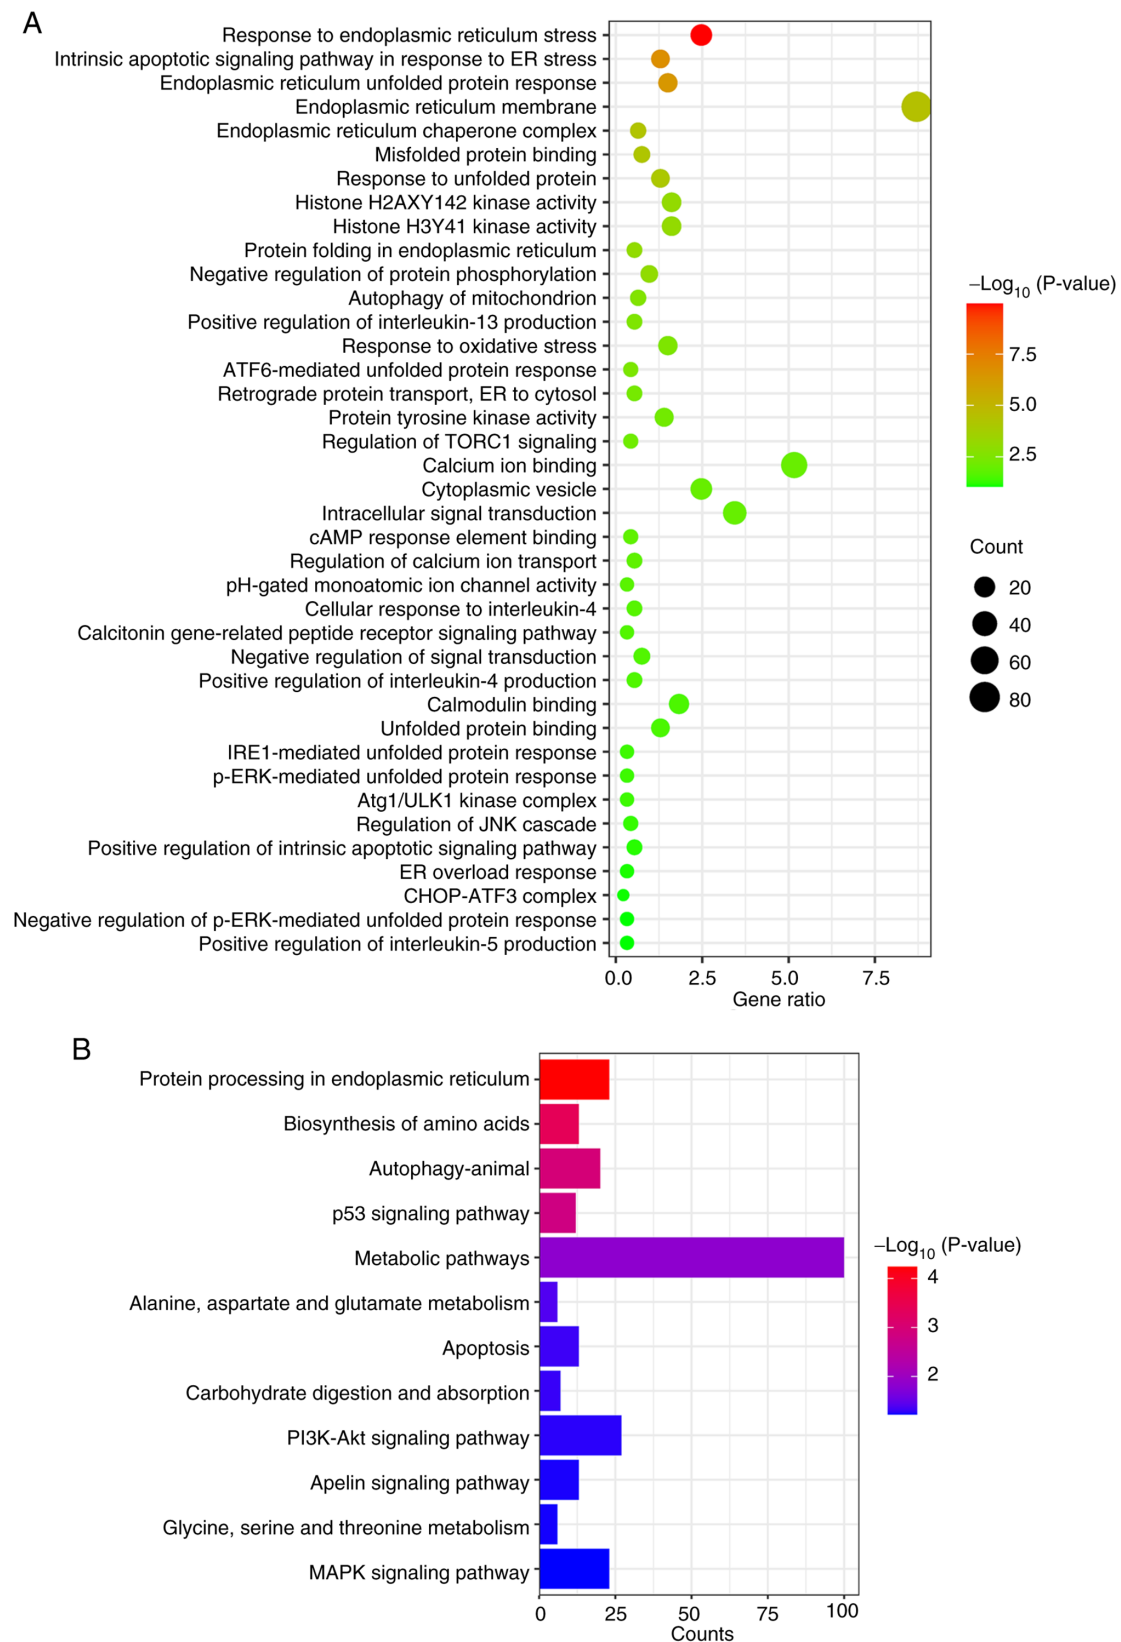 A
Response to endoplasmic reticulum stress
Intrinsic apoptotic signaling pathway in response to ER stress
Endoplasmic reticulum unfolded protein response
Endoplasmic reticulum membrane
Endoplasmic reticulum chaperone complex
Misfolded protein binding
Response to unfolded protein
Histone H2AXY142 kinase activity
Histone H3Y41 kinase activity
Protein folding in endoplasmic reticulum
Negative regulation of protein phosphorylation
Autophagy of mitochondrion
Positive regulation of interleukin-13 production
Response to oxidative stress
ATF6-mediated unfolded protein response
Retrograde protein transport, ER to cytosol
Protein tyrosine kinase activity
Regulation of TORC1 signaling
Calcium ion binding
Cytoplasmic vesicle
Intracellular signal transduction
cAMP response element binding
Regulation of calcium ion transport
pH-gated monoatomic ion channel activity
Cellular response to interleukin-4
Calcitonin gene-related peptide receptor signaling pathway
Negative regulation of signal transduction
Positive regulation of interleukin-4 production
Calmodulin binding
Unfolded protein binding
IRE1-mediated unfolded protein response
p-ERK-mediated unfolded protein response
Atg1/ULK1 kinase complex
Regulation of JNK cascade
Positive regulation of intrinsic apoptotic signaling pathway
ER overload response
CHOP-ATF3 complex
Negative regulation of p-ERK-mediated unfolded protein response
Positive regulation of interleukin-5 production
0.0 2.5 5.0 7.5
Gene ratio
−Log10 (P-value)
7.5
5.0
2.5
Count
20
40
60
80
B
Protein processing in endoplasmic reticulum
Biosynthesis of amino acids
Autophagy-animal
p53 signaling pathway
Metabolic pathways
Alanine, aspartate and glutamate metabolism
Apoptosis
Carbohydrate digestion and absorption
PI3K-Akt signaling pathway
Apelin signaling pathway
Glycine, serine and threonine metabolism
MAPK signaling pathway
0 25 50 75 100
Counts
−Log10 (P-value)
4
3
2